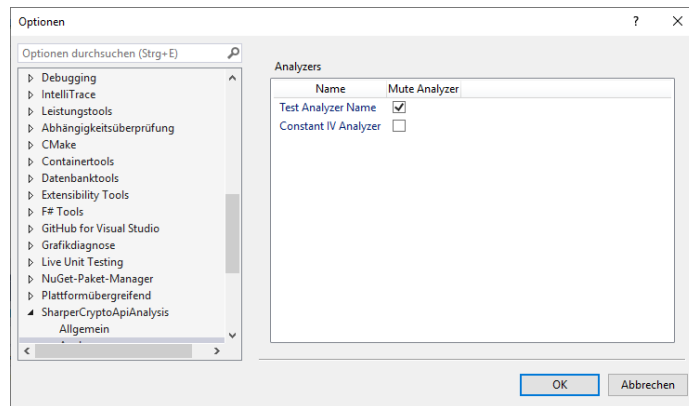 Optionen
?
Optionen durchsuchen (Strg+E)
Debugging
IntelliTrace
Leistungstools
Abhängigkeitsüberprüfung
CMake
Containertools
Datenbanktools
Extensibility Tools
F# Tools
GitHub for Visual Studio
Grafikdiagnose
Live Unit Testing
NuGet-Paket-Manager
Plattformübergreifend
SharperCryptoApiAnalysis
Allgemein
Analyzers
Name Mute Analyzer
Test Analyzer Name
Constant IV Analyzer
OK Abbrechen